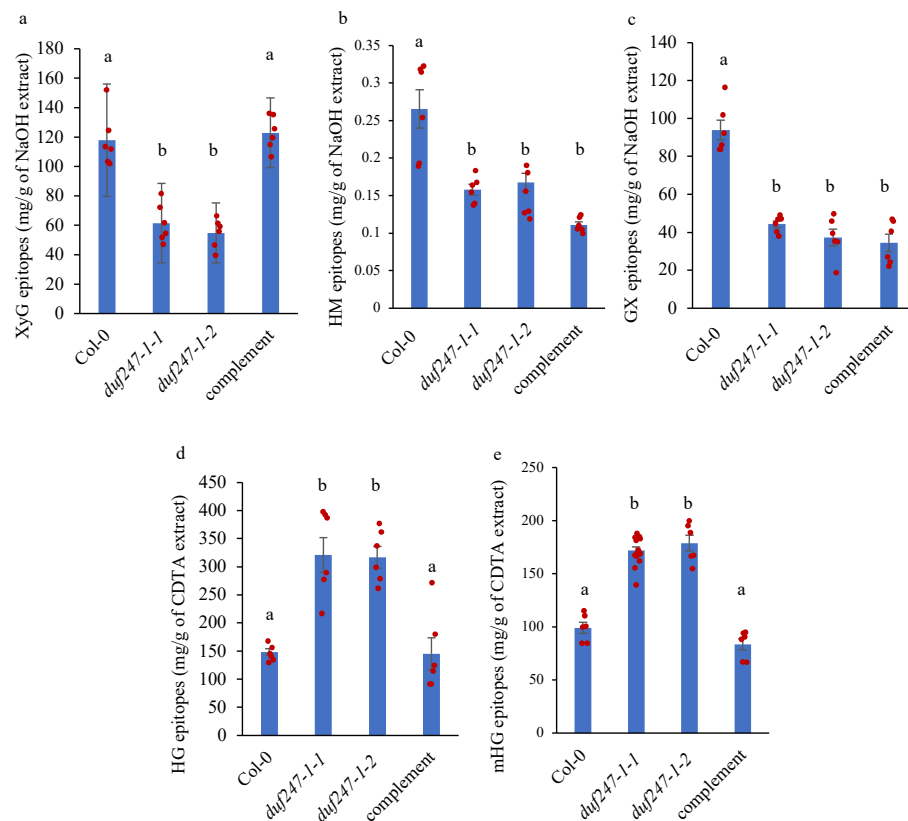 a
XyG epitopes (mg/g of NaOH extract)
180
160
140
120
100
80
60
40
20
0
a
b
b
a
Col-0
duf247-1-1
duf247-1-2
complement
b
HM epitopes (mg/g of NaOH extract)
0.35
0.3
0.25
0.2
0.15
0.1
0.05
0
a
b
b
b
Col-0
duf247-1-1
duf247-1-2
complement
c
GX epitopes (mg/g of NaOH extract)
140
120
100
80
60
40
20
0
a
b
b
b
Col-0
duf247-1-1
duf247-1-2
complement
d
HG epitopes (mg/g of CDTA extract)
450
400
350
300
250
200
150
100
50
0
a
b
b
a
Col-0
duf247-1-1
duf247-1-2
complement
e
mHG epitopes (mg/g of CDTA extract)
250
200
150
100
50
0
a
b
b
a
Col-0
duf247-1-1
duf247-1-2
complement